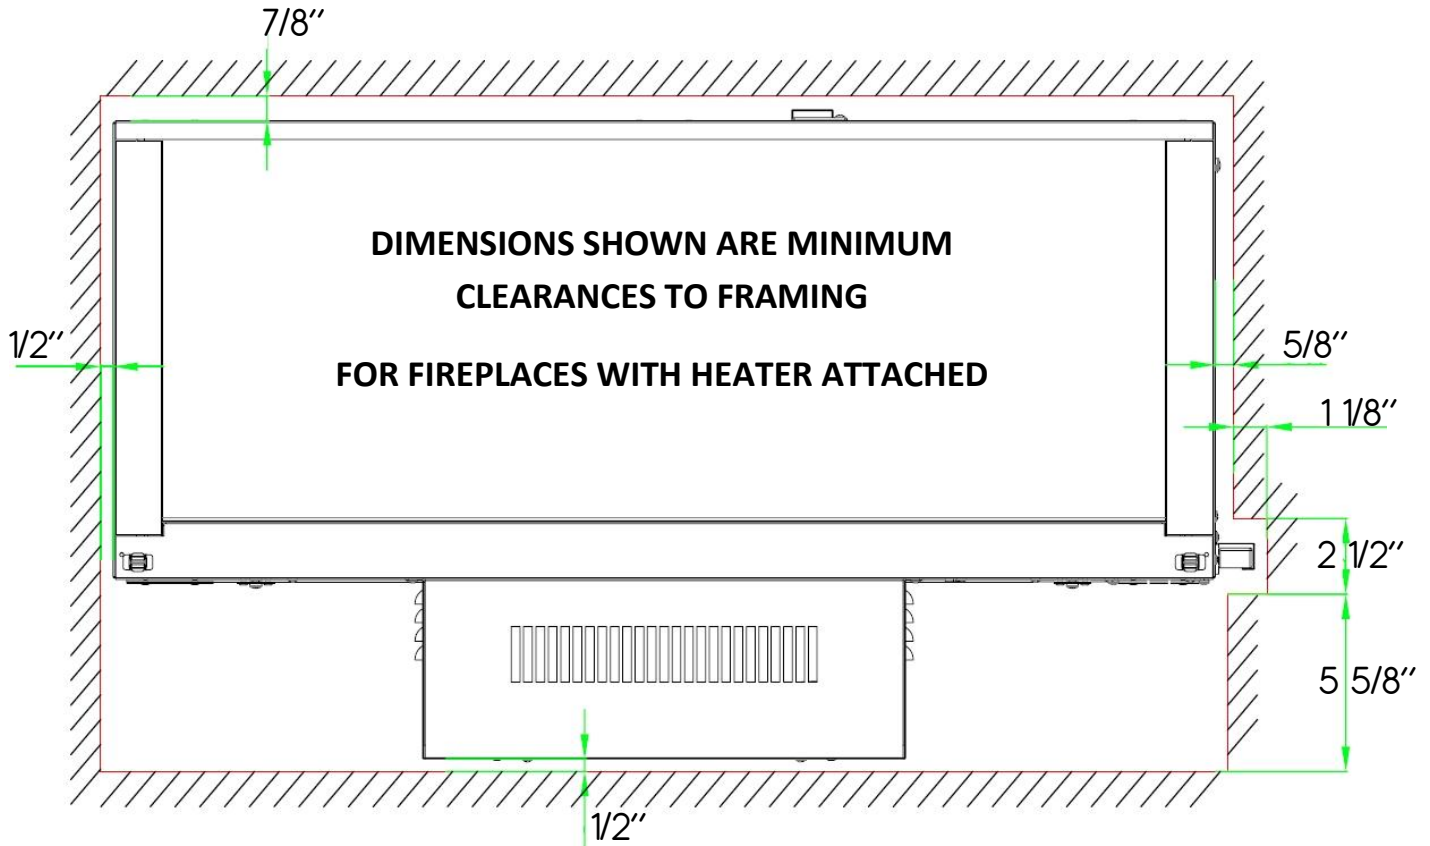 7/8″
DIMENSIONS SHOWN ARE MINIMUM
CLEARANCES TO FRAMING
1/2″
5/8″
FOR FIREPLACES WITH HEATER ATTACHED
1 1/8″
2 1/2″
5 5/8″
1/2″